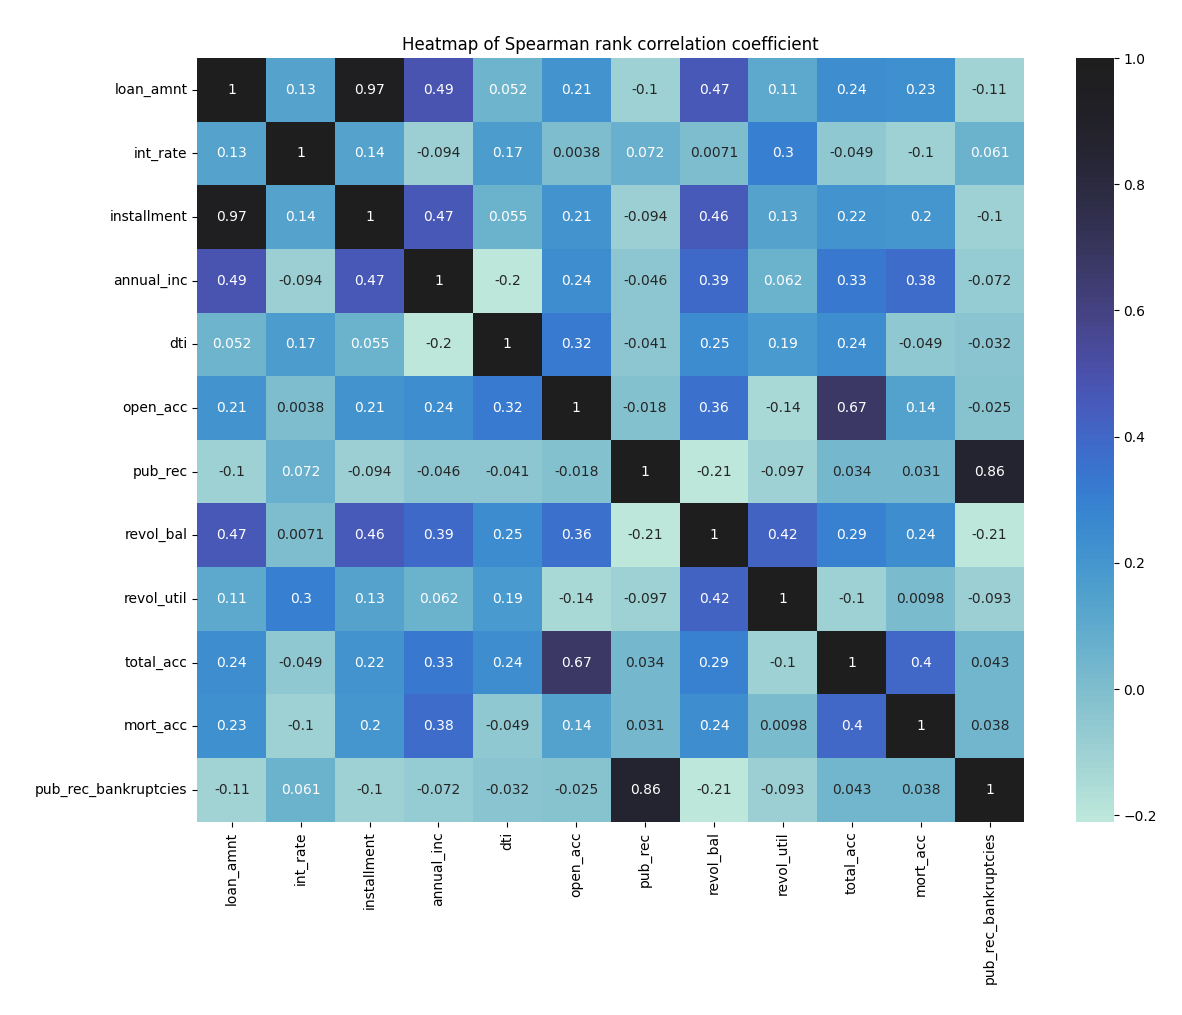 Heatmap of Spearman rank correlation coefficient
loan_amnt 1 0.13 0.97 0.49 0.052 0.21 -0.1 0.47 0.11 0.24 0.23 -0.11
int_rate 0.13 1 0.14 -0.094 0.17 0.0038 0.072 0.0071 0.3 -0.049 -0.1 0.061
installment 0.97 0.14 1 0.47 0.055 0.21 -0.094 0.46 0.13 0.22 0.2 -0.1
annual_inc 0.49 -0.094 0.47 1 -0.2 0.24 -0.046 0.39 0.062 0.33 0.38 -0.072
dti 0.052 0.17 0.055 -0.2 1 0.32 -0.041 0.25 0.19 0.24 -0.049 -0.032
open_acc 0.21 0.0038 0.21 0.24 0.32 1 -0.018 0.36 -0.14 0.67 0.14 -0.025
pub_rec -0.1 0.072 -0.094 -0.046 -0.041 -0.018 1 -0.21 -0.097 0.034 0.031 0.86
revol_bal 0.47 0.0071 0.46 0.39 0.25 0.36 -0.21 1 0.42 0.29 0.24 -0.21
revol_util 0.11 0.3 0.13 0.062 0.19 -0.14 -0.097 0.42 1 -0.1 0.0098 -0.093
total_acc 0.24 -0.049 0.22 0.33 0.24 0.67 0.034 0.29 -0.1 1 0.4 0.043
mort_acc 0.23 -0.1 0.2 0.38 -0.049 0.14 0.031 0.24 0.0098 0.4 1 0.038
pub_rec_bankruptcies -0.11 0.061 -0.1 -0.072 -0.032 -0.025 0.86 -0.21 -0.093 0.043 0.038 1
loan_amnt int_rate installment annual_inc dti open_acc pub_rec revol_bal revol_util total_acc mort_acc pub_rec_bankruptcies
1.0
0.8
0.6
0.4
0.2
0.0
−0.2